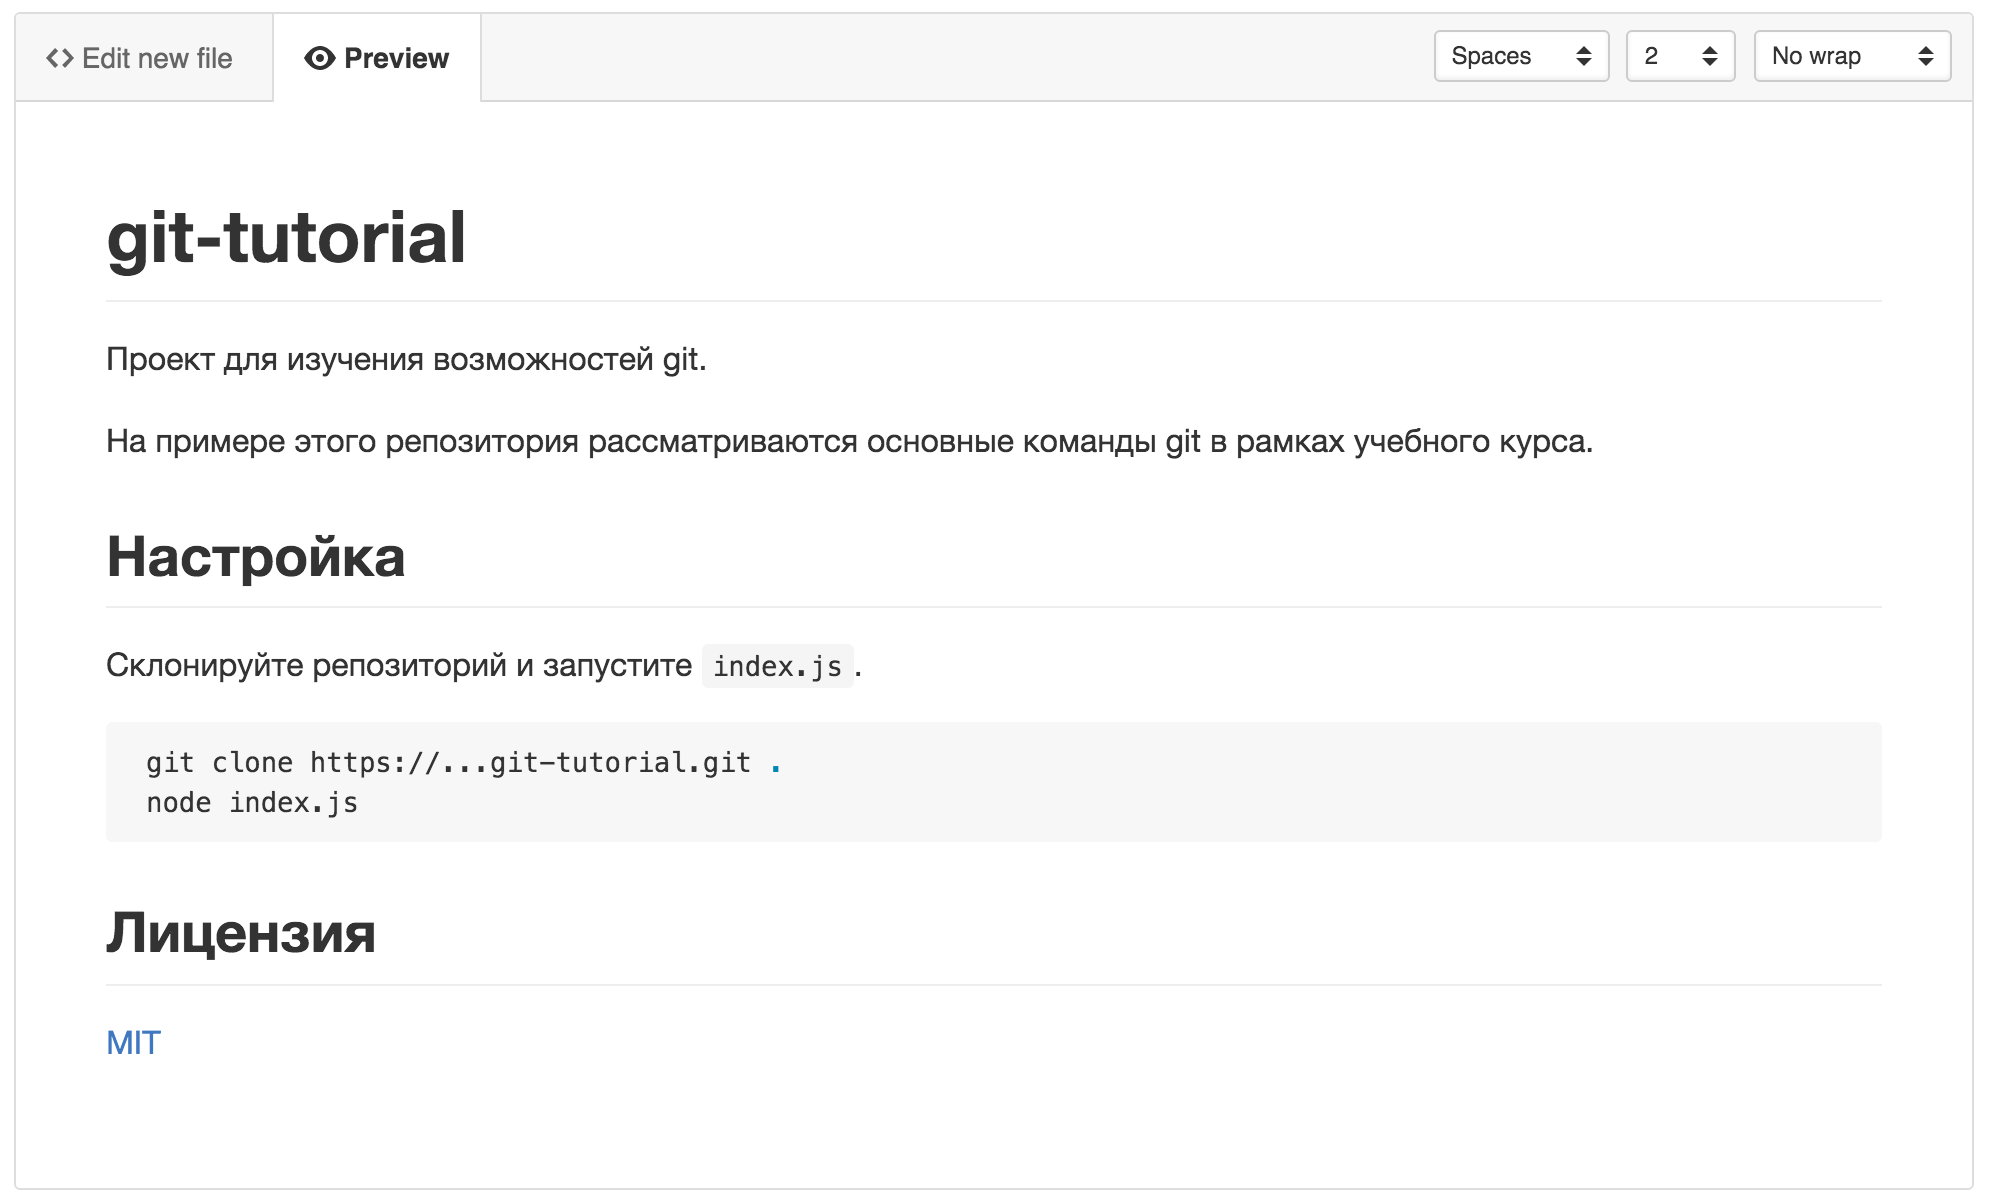 Edit new file
Preview
Spaces
2
No wrap
git-tutorial
Проект для изучения возможностей git.
На примере этого репозитория рассматриваются основные команды git в рамках учебного курса.
Настройка
Склонируйте репозиторий и запустите index.js.
git clone https://...git-tutorial.git .
node index.js
Лицензия
MIT